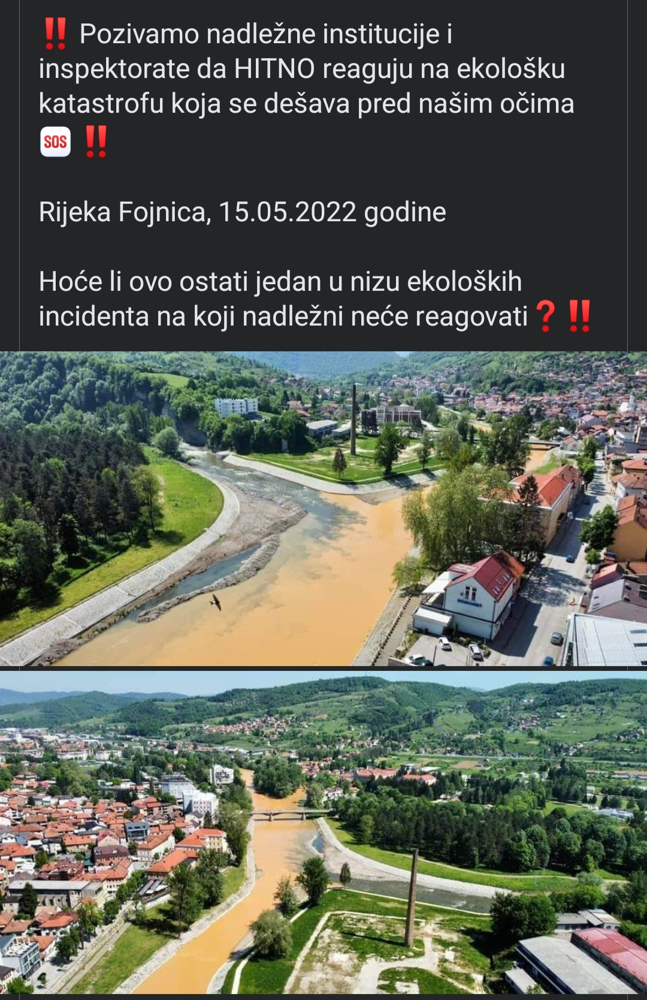 ‼️ Pozivamo nadležne institucije i
inspektorate da HITNO reaguju na ekološku
katastrofu koja se dešava pred našim očima
🆘 ‼️
Rijeka Fojnica, 15.05.2022 godine
Hoće li ovo ostati jedan u nizu ekoloških
incidenta na koji nadležni neće reagovati❓‼️